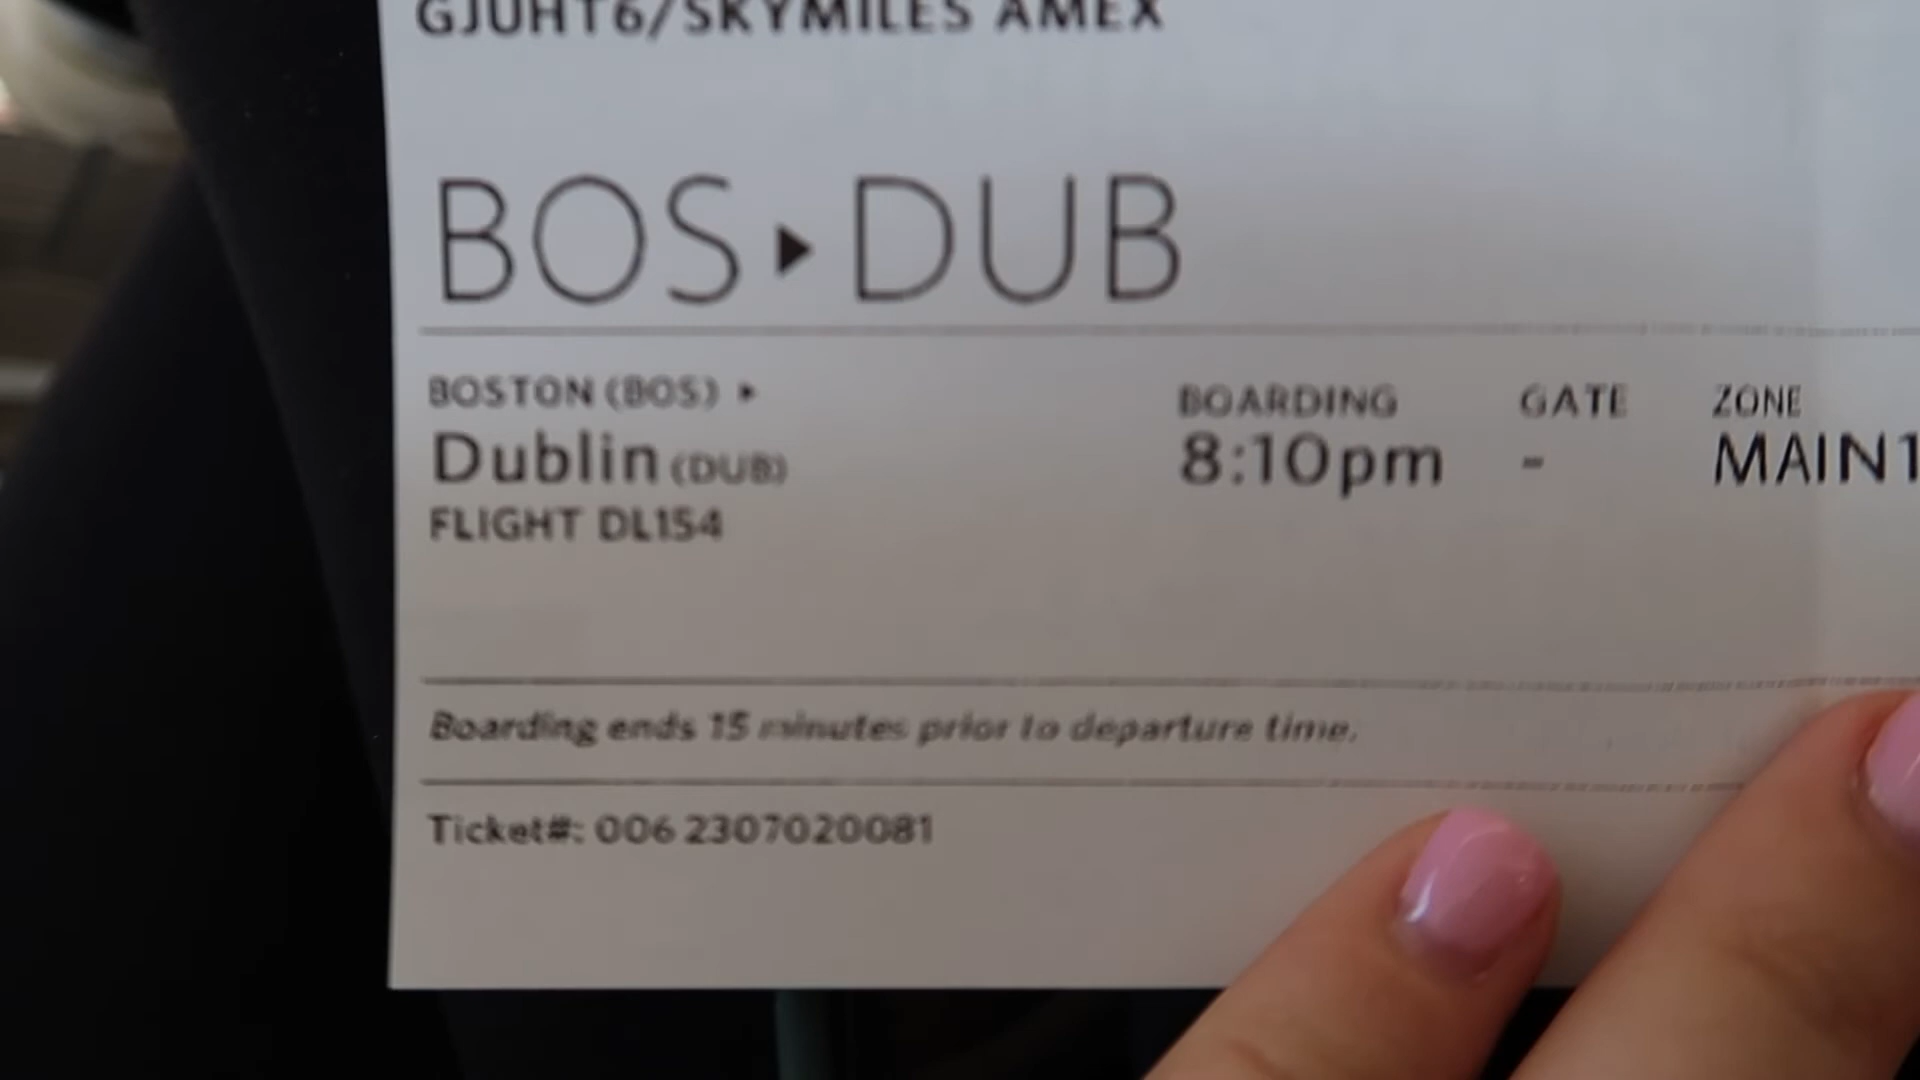 GJUHT6/SKYMILES AMEX
BOS ▸ DUB
BOSTON (BOS) ▸
Dublin (DUB)
FLIGHT DL154
BOARDING
8:10pm
GATE
-
ZONE
MAIN1
Boarding ends 15 minutes prior to departure time.
Ticket#: 006 2307020081